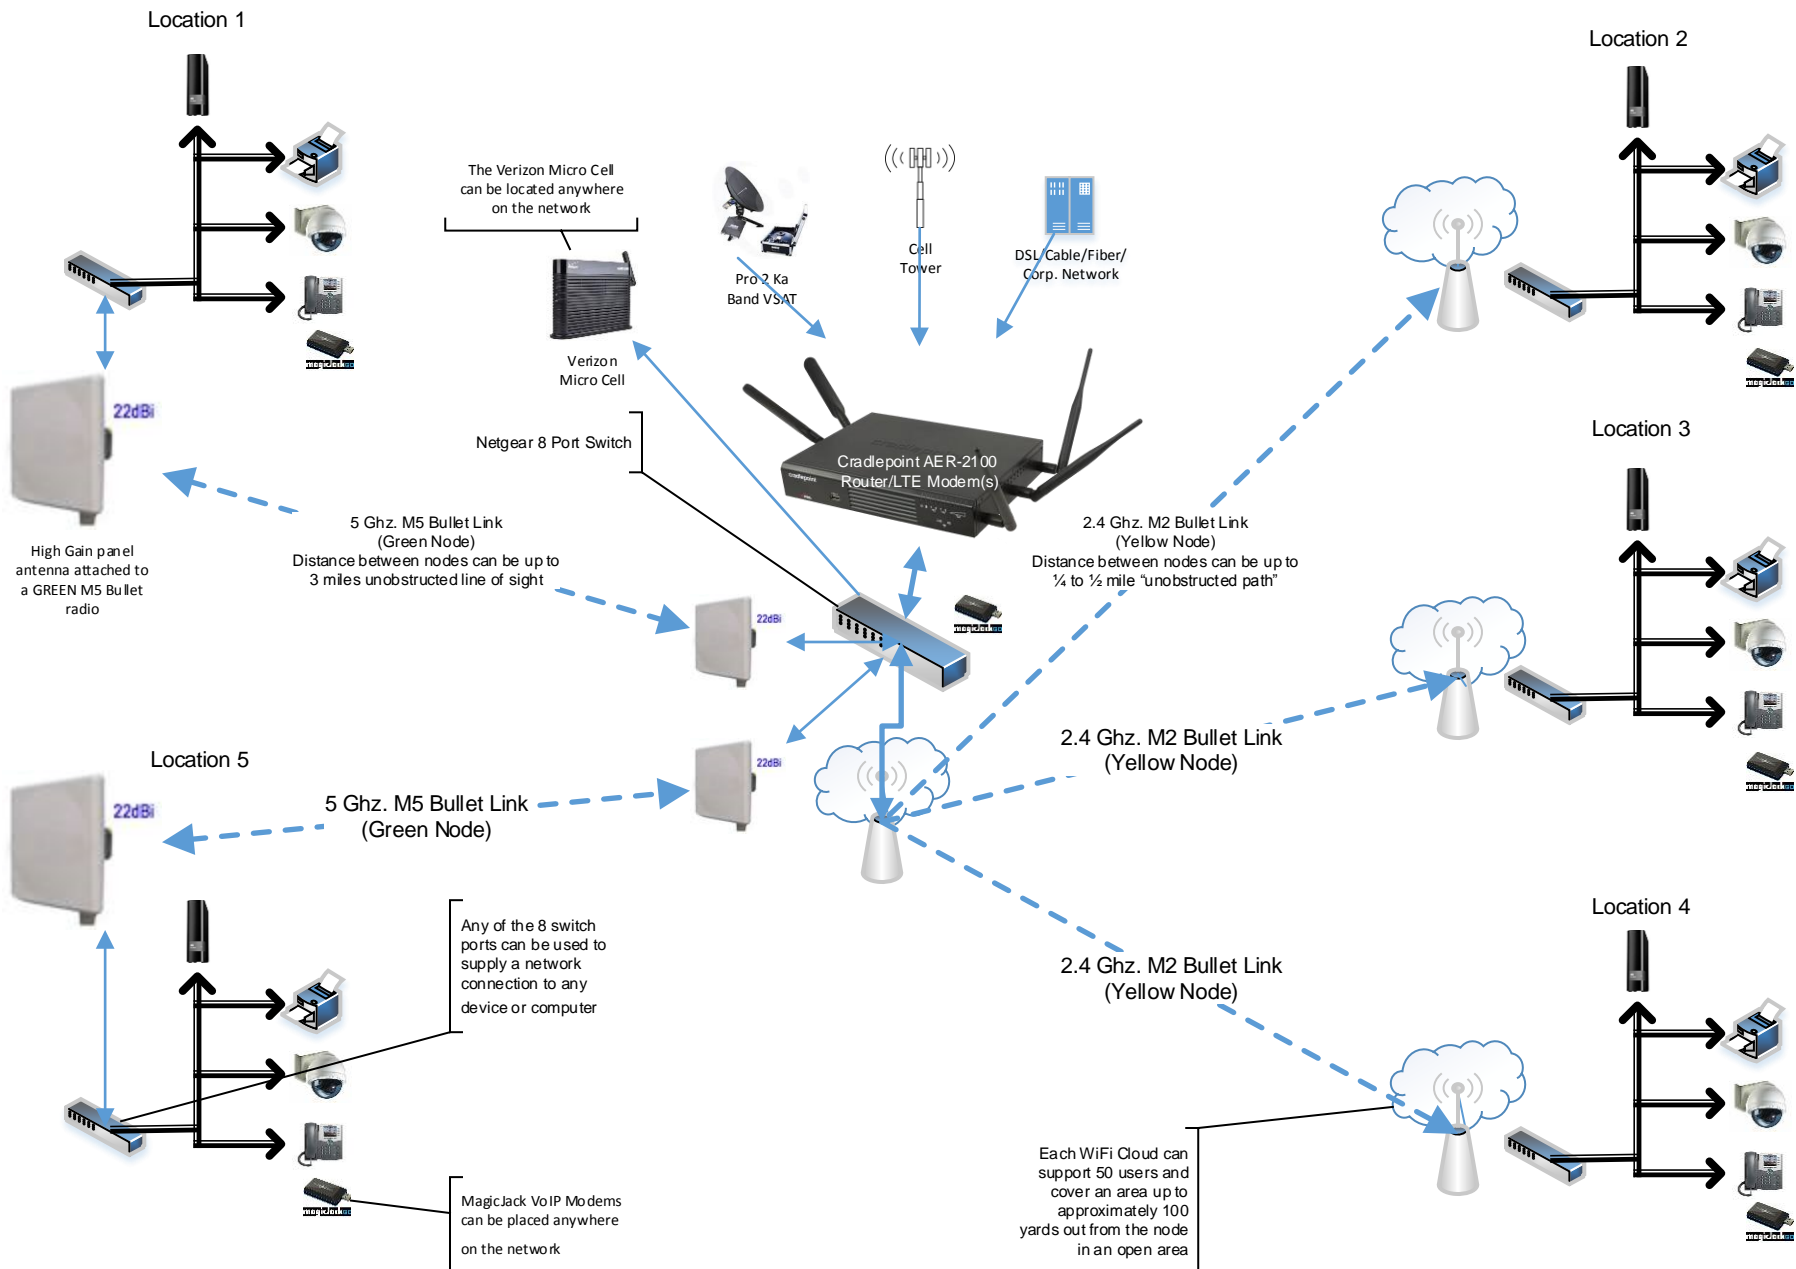 Location 1
Location 2
The Verizon Micro Cell
can be located anywhere
on the network
Cell
Tower
DSL/Cable/Fiber/
Corp. Network
Pro 2 Ka
Band VSAT
Verizon
Micro Cell
magicJackGO
magicJackGO
22dBi
Netgear 8 Port Switch
Cradlepoint AER-2100
Router/LTE Modem(s)
cradlepoint
Location 3
High Gain panel
antenna attached to
a GREEN M5 Bullet
radio
5 Ghz. M5 Bullet Link
(Green Node)
Distance between nodes can be up to
3 miles unobstructed line of sight
2.4 Ghz. M2 Bullet Link
(Yellow Node)
Distance between nodes can be up to
¼ to ½ mile “unobstructed path”
22dBi
magicJackGO
2.4 Ghz. M2 Bullet Link
(Yellow Node)
magicJackGO
Location 5
22dBi
22dBi
5 Ghz. M5 Bullet Link
(Green Node)
Location 4
Any of the 8 switch
ports can be used to
supply a network
connection to any
device or computer
2.4 Ghz. M2 Bullet Link
(Yellow Node)
magicJackGO
MagicJack VoIP Modems
can be placed anywhere
on the network
Each WiFi Cloud can
support 50 users and
cover an area up to
approximately 100
yards out from the node
in an open area
magicJackGO